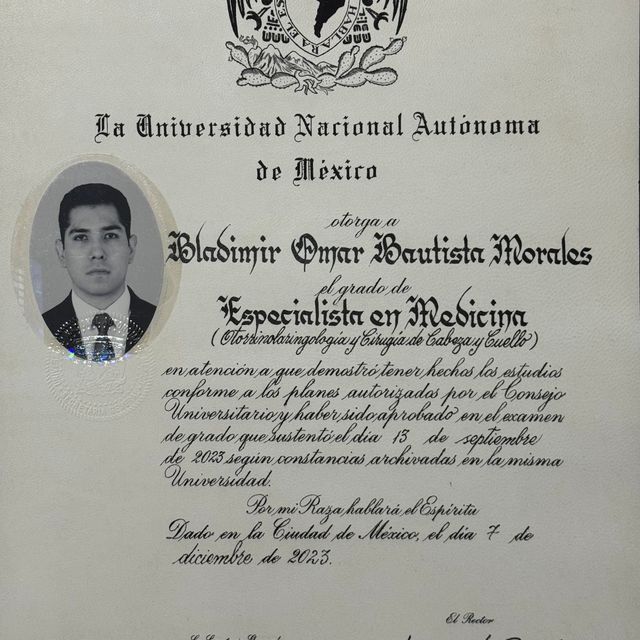 HABLARA EL ES
La Universidad Nacional Autónoma
de México
otorga a
Bladimir Omar Bautista Morales
el grado de
Especialista en Medicina
(Otorrinolaringología y Cirugía de Cabeza y Cuello)
en atención a que demostró tener hechos los estudios
conforme a los planes autorizados por el Consejo
Universitario y haber sido aprobado en el examen
de grado que sustentó el día 13 de septiembre
de 2023 según constancias archivadas en la misma
Universidad.
Por mi Raza hablará el Espíritu
Dado en la Ciudad de México, el día 7 de
diciembre de 2023.
El Rector